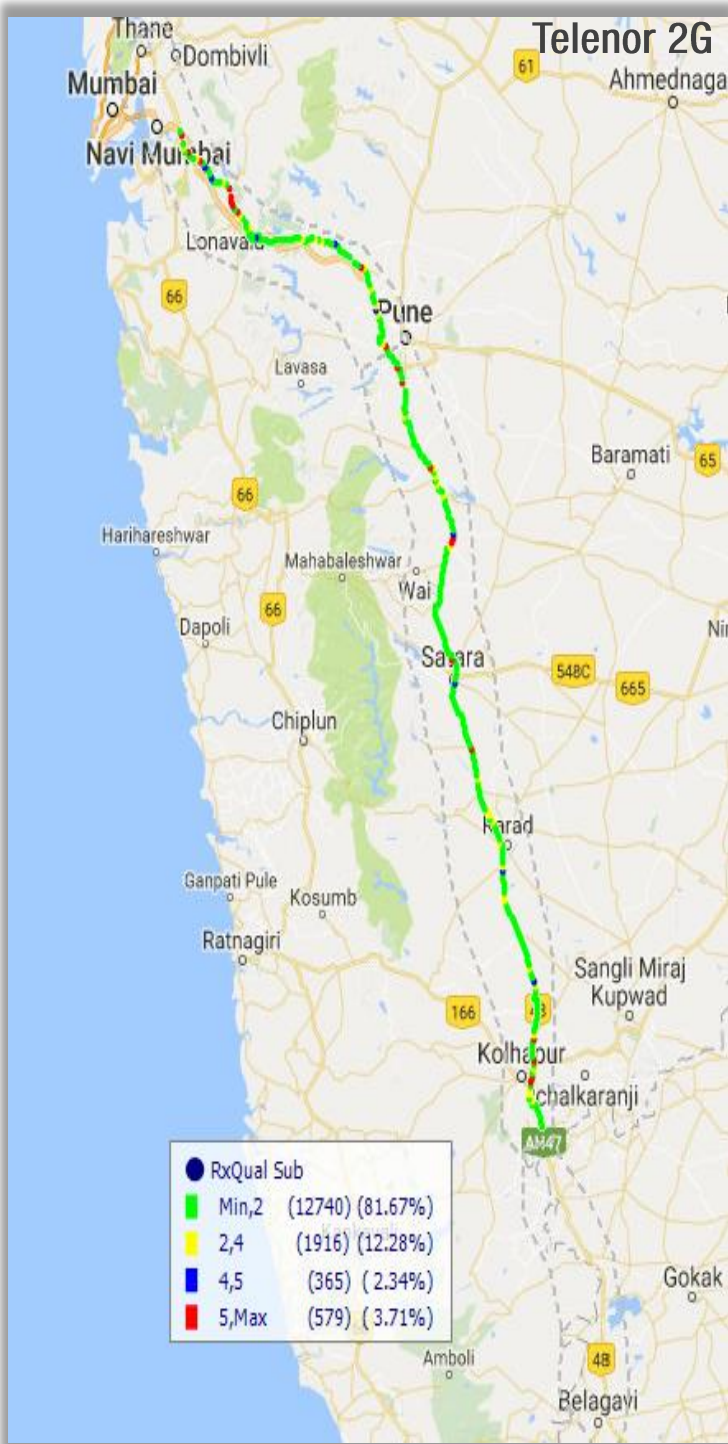 Telenor 2G
Thane
Dombivli
61
Ahmednaga
Mumbai
Navi Mumbai
Lonavala
66
Pune
Lavasa
Baramati
65
66
Harihareshwar
Mahabaleshwar
Wai
66
Dapoli
Nir
Satara
548C
665
Chiplun
Karad
Ganpati Pule
Kosumb
Ratnagiri
Sangli Miraj
Kupwad
166
48
Kolhapur
chalkaranji
AH47
RxQual Sub
Min,2 (12740) (81.67%)
2,4 (1916) (12.28%)
4,5 (365) ( 2.34%)
5,Max (579) ( 3.71%)
Gokak
Amboli
48
Belagavi